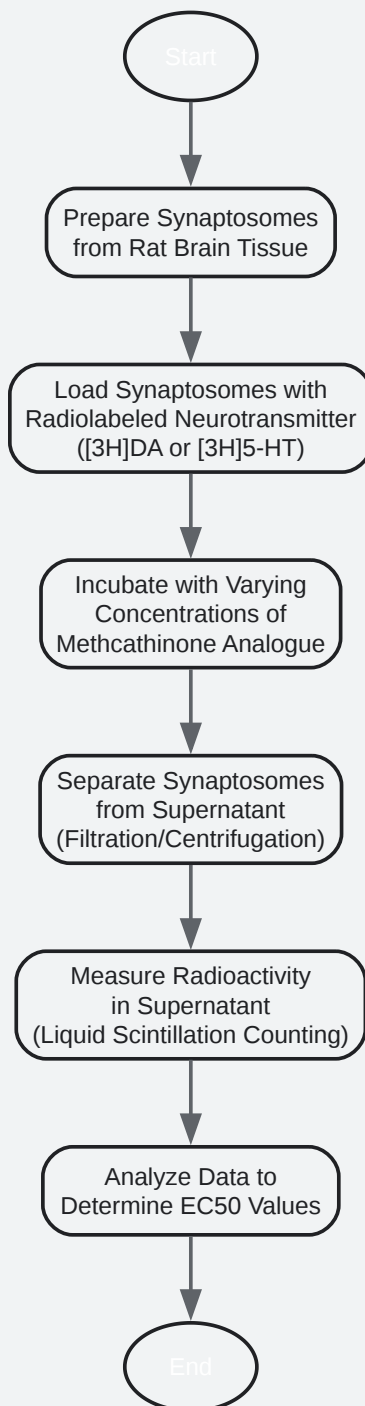 Start
Prepare Synaptosomes
from Rat Brain Tissue
Load Synaptosomes with
Radiolabeled Neurotransmitter
([3H]DA or [3H]5-HT)
Incubate with Varying
Concentrations of
Methcathinone Analogue
Separate Synaptosomes
from Supernatant
(Filtration/Centrifugation)
Measure Radioactivity
in Supernatant
(Liquid Scintillation Counting)
Analyze Data to
Determine EC50 Values
End